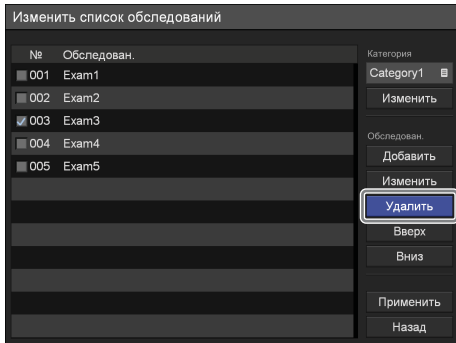 Изменить список обследований
№ Обследован.
001 Exam1
002 Exam2
003 Exam3
004 Exam4
005 Exam5
Категория
Category1
Изменить
Обследован.
Добавить
Изменить
Удалить
Вверх
Вниз
Применить
Назад